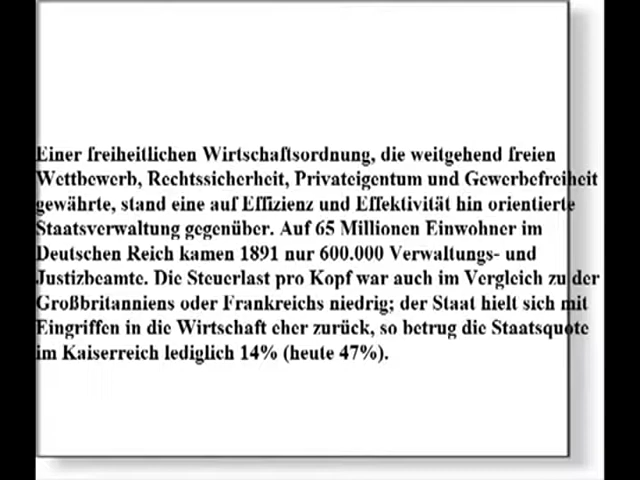 Einer freiheitlichen Wirtschaftsordnung, die weitgehend freien
Wettbewerb, Rechtssicherheit, Privateigentum und Gewerbefreiheit
gewährte, stand eine auf Effizienz und Effektivität hin orientierte
Staatsverwaltung gegenüber. Auf 65 Millionen Einwohner im
Deutschen Reich kamen 1891 nur 600.000 Verwaltungs- und
Justizbeamte. Die Steuerlast pro Kopf war auch im Vergleich zu der
Großbritanniens oder Frankreichs niedrig; der Staat hielt sich mit
Eingriffen in die Wirtschaft eher zurück, so betrug die Staatsquote
im Kaiserreich lediglich 14% (heute 47%).